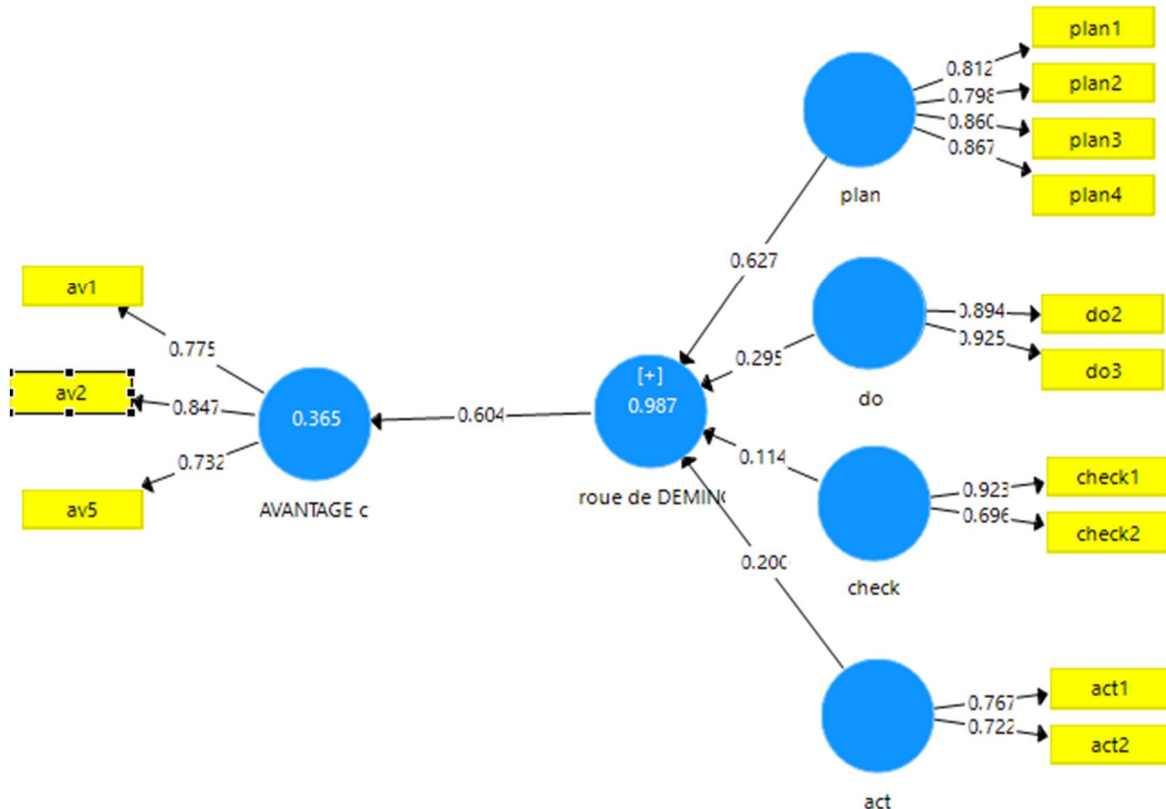 plan1
0.812
plan2
0.798
0.860
plan3
0.867
plan4
plan
0.627
av1
0.775
do2
0.894
0.925
do3
do
0.295
[+]
0.987
roue de DEMING
av2
0.847
0.365
0.604
0.732
AVANTAGE c
av5
0.114
check1
0.923
0.696
check2
check
0.200
act1
0.767
0.722
act2
act